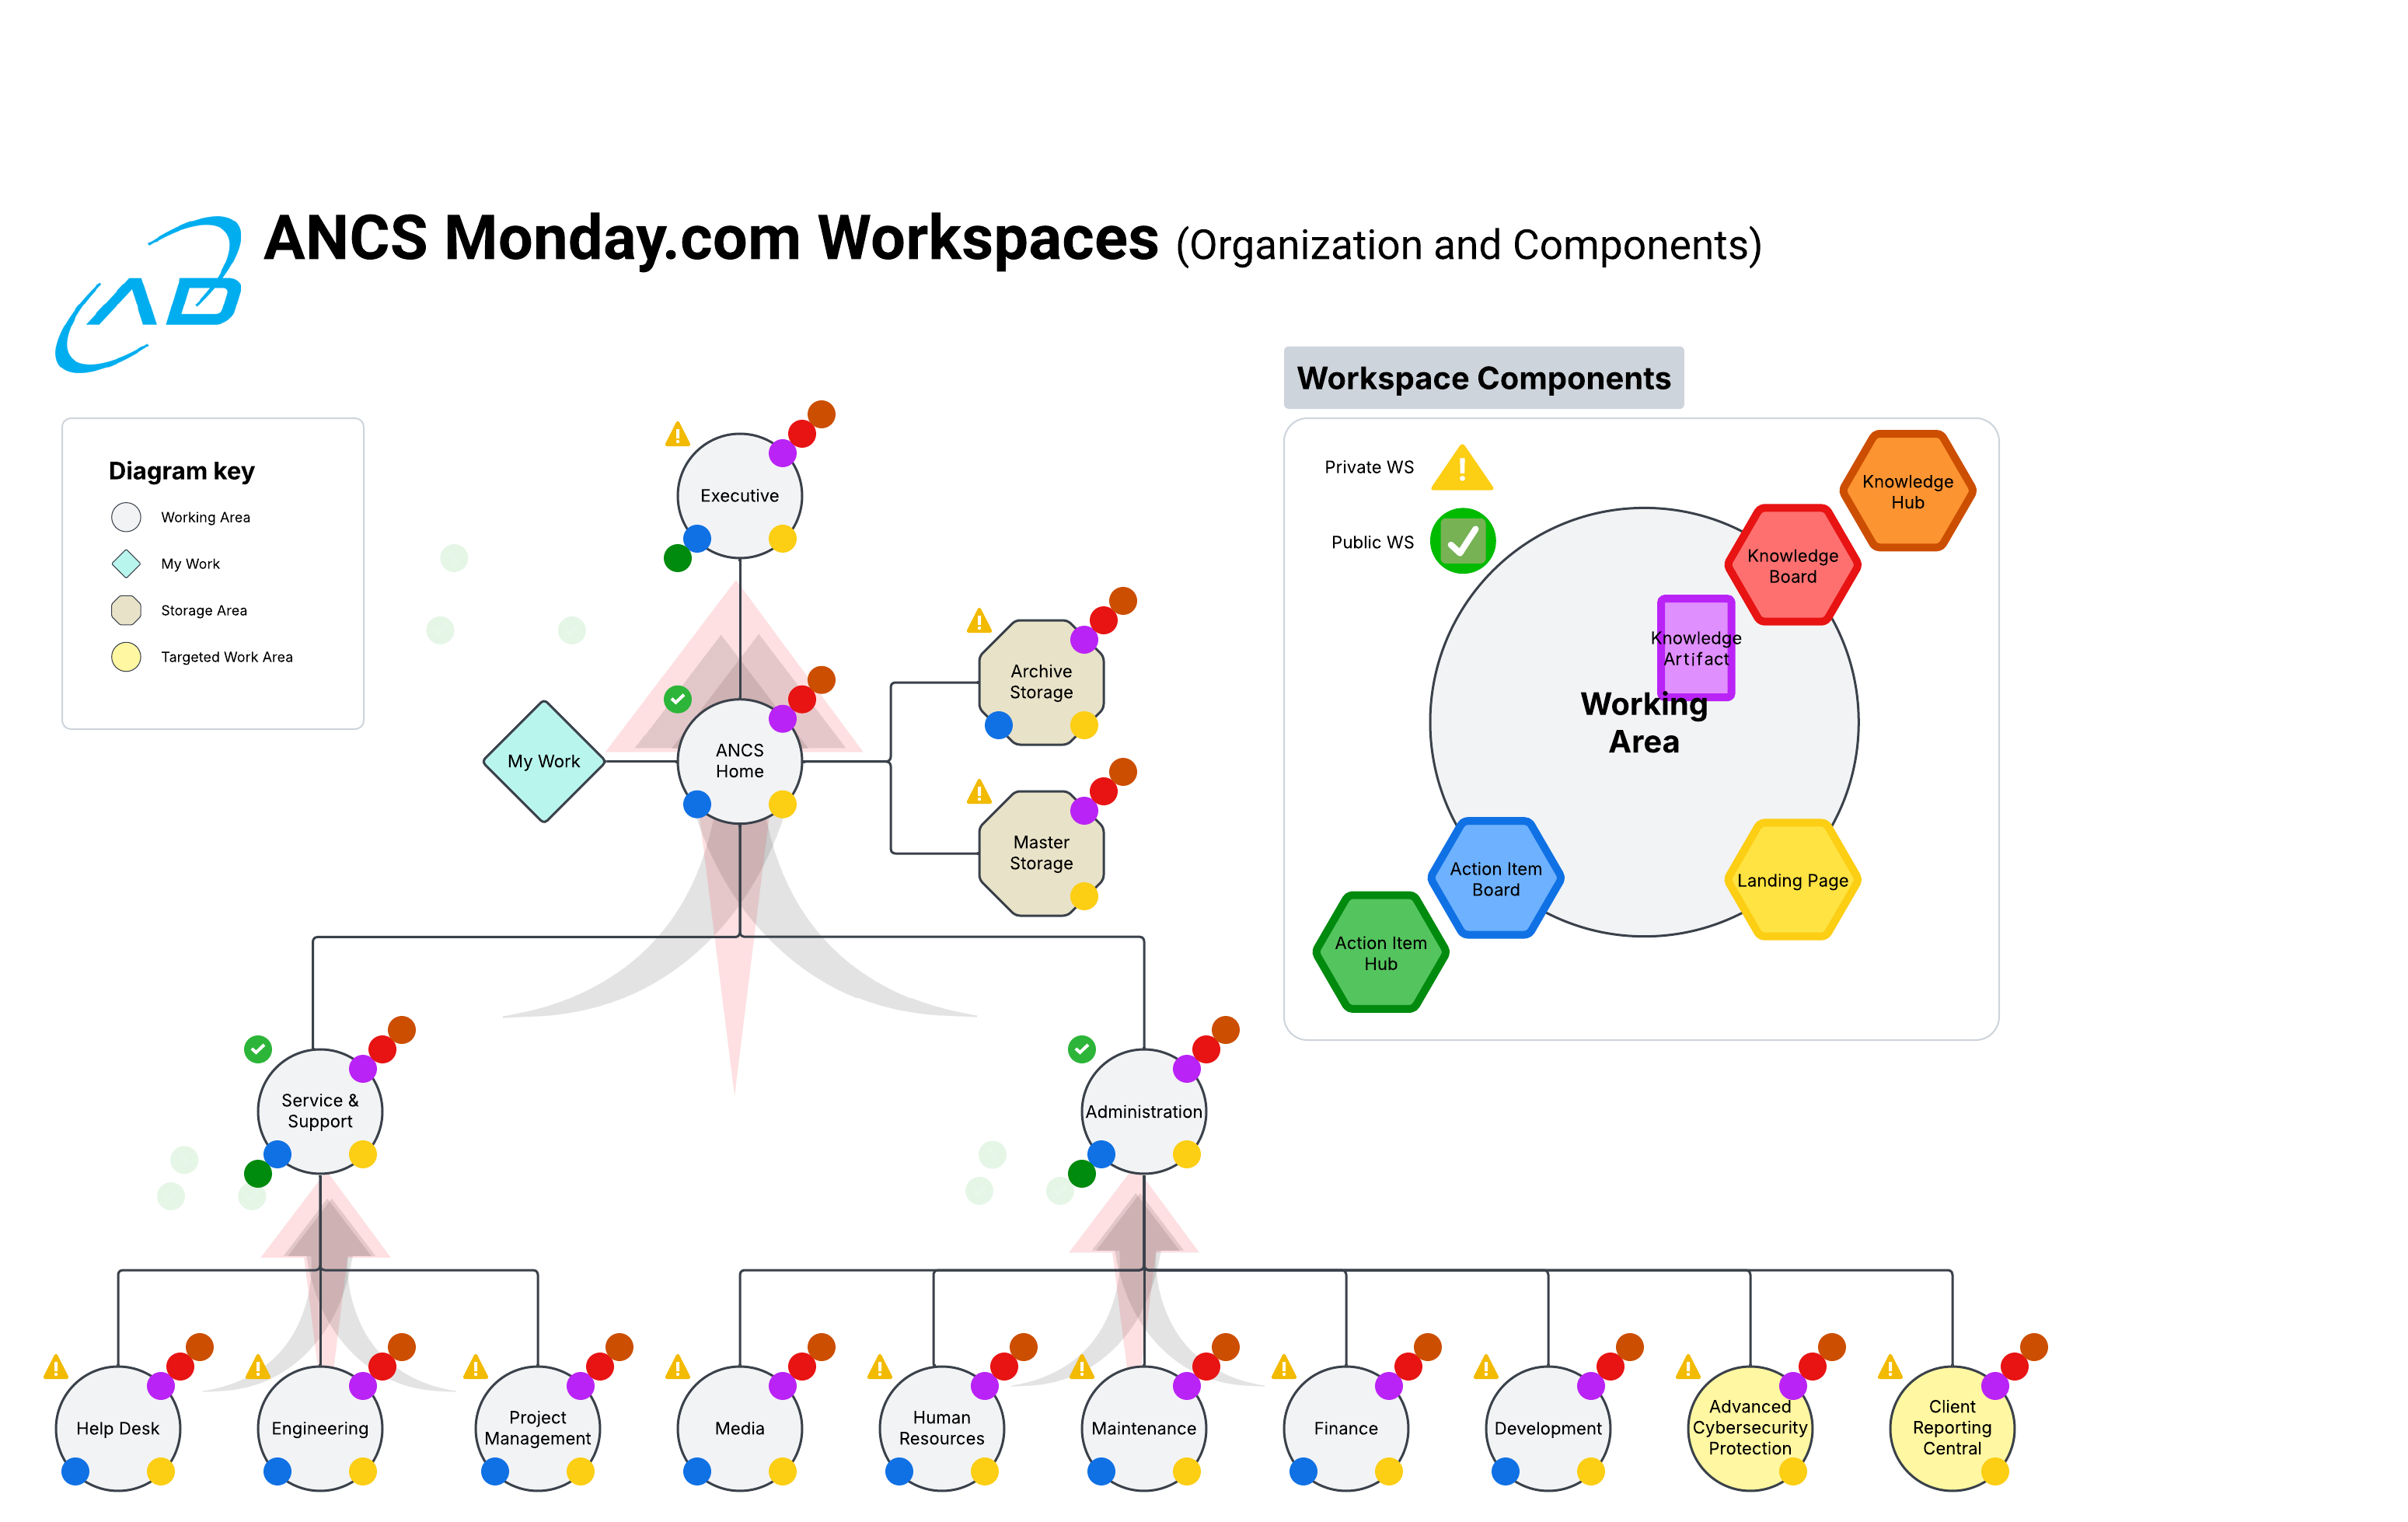 ANCS Monday.com Workspaces (Organization and Components)
AB
Workspace Components
Diagram key
Working Area
My Work
Storage Area
Targeted Work Area
Private WS
Public WS
Knowledge
Hub
Knowledge
Board
Knowledge
Artifact
Working
Area
Action Item
Board
Landing Page
Action Item
Hub
Executive
Archive
Storage
My Work
ANCS
Home
Master
Storage
Service &
Support
Administration
Help Desk
Engineering
Project
Management
Media
Human
Resources
Maintenance
Finance
Development
Advanced
Cybersecurity
Protection
Client
Reporting
Central